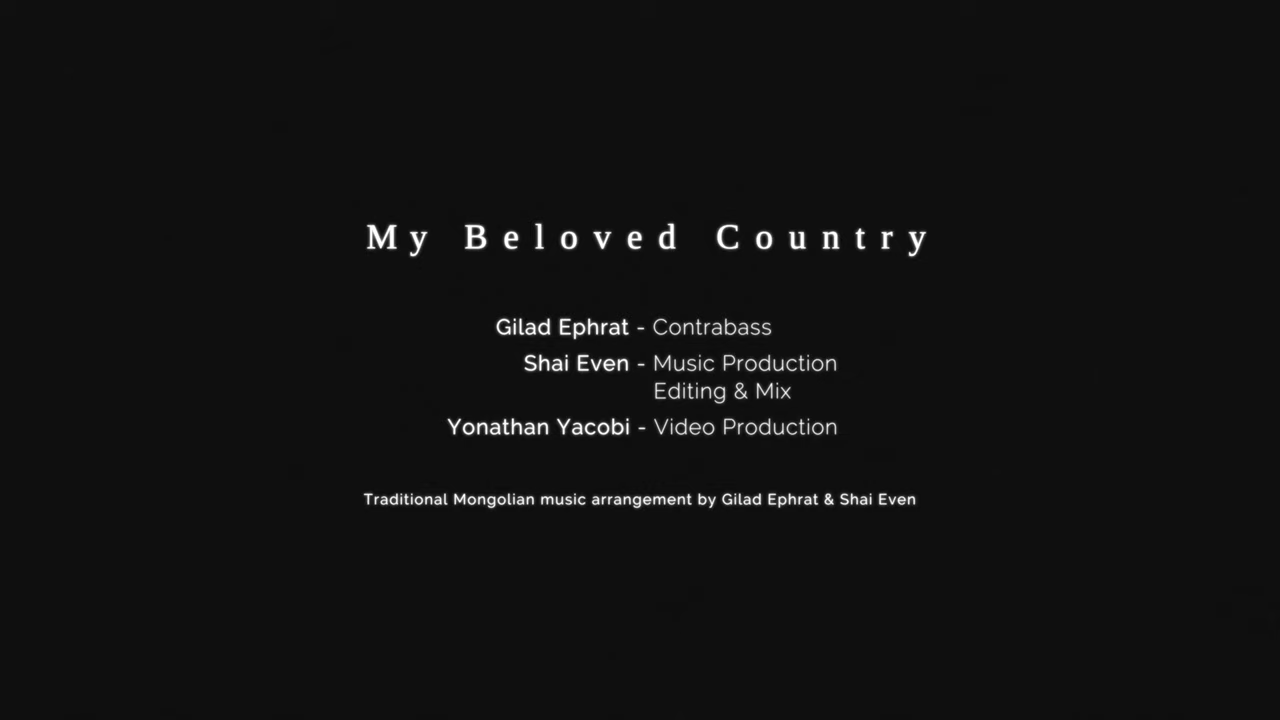 My Beloved Country
Gilad Ephrat - Contrabass
Shai Even - Music Production
Editing & Mix
Yonathan Yacobi - Video Production
Traditional Mongolian music arrangement by Gilad Ephrat & Shai Even